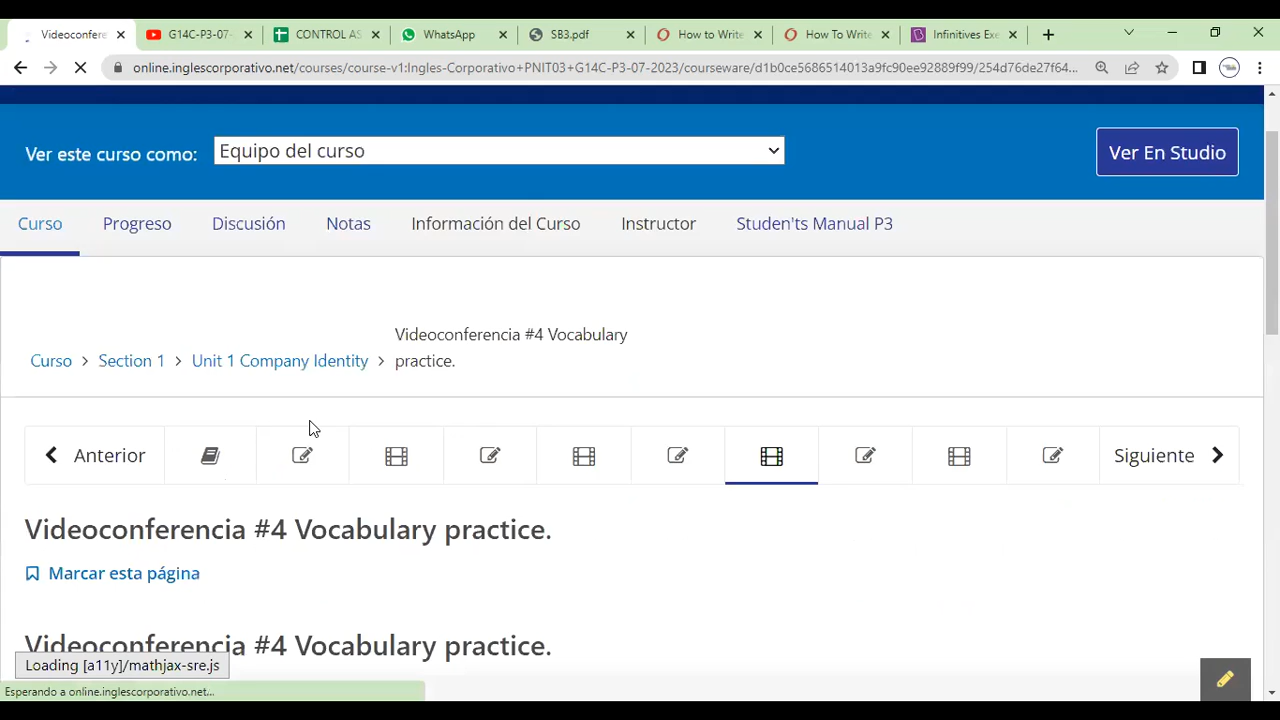 Videoconfere
G14C-P3-07-
CONTROL AS
WhatsApp
SB3.pdf
How to Write
How To Write
Infinitives Exe
online.inglescorporativo.net/courses/course-v1:Ingles-Corporativo+PNIT03+G14C-P3-07-2023/courseware/d1b0ce5686514013a9fc90ee92889f99/254d76de27f64...
Ver este curso como:
Equipo del curso
Ver En Studio
Curso
Progreso
Discusión
Notas
Información del Curso
Instructor
Studen'ts Manual P3
Curso > Section 1 > Unit 1 Company Identity > Videoconferencia #4 Vocabulary
practice.
Anterior
Siguiente
Videoconferencia #4 Vocabulary practice.
Marcar esta página
Videoconferencia #4 Vocabulary practice.
Loading [a11y]/mathjax-sre.js
Esperando a online.inglescorporativo.net...